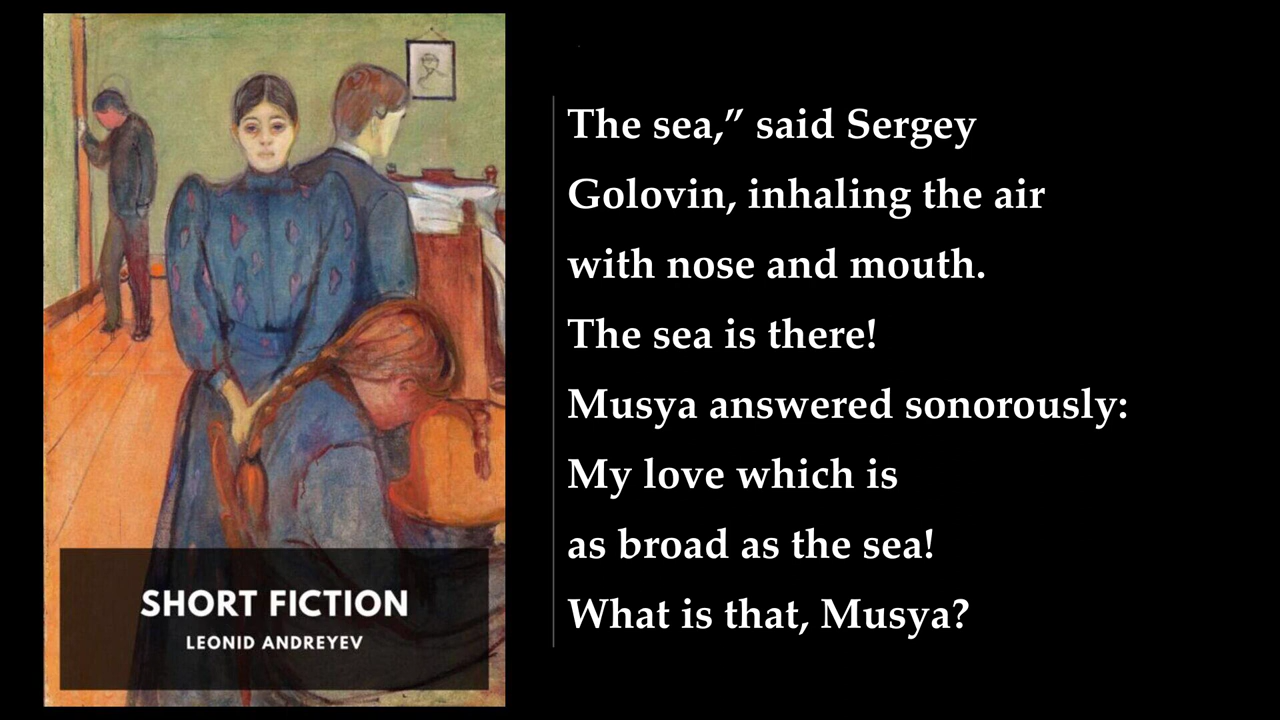 SHORT FICTION
LEONID ANDREYEV
The sea,” said Sergey
Golovin, inhaling the air
with nose and mouth.
The sea is there!
Musya answered sonorously:
My love which is
as broad as the sea!
What is that, Musya?